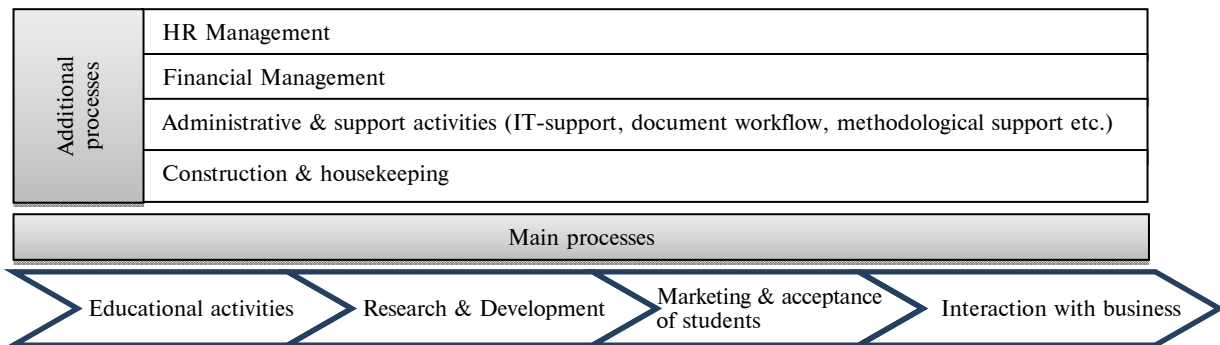 Additional
processes
HR Management
Financial Management
Administrative & support activities (IT-support, document workflow, methodological support etc.)
Construction & housekeeping
Main processes
Educational activities
Research & Development
Marketing & acceptance
of students
Interaction with business